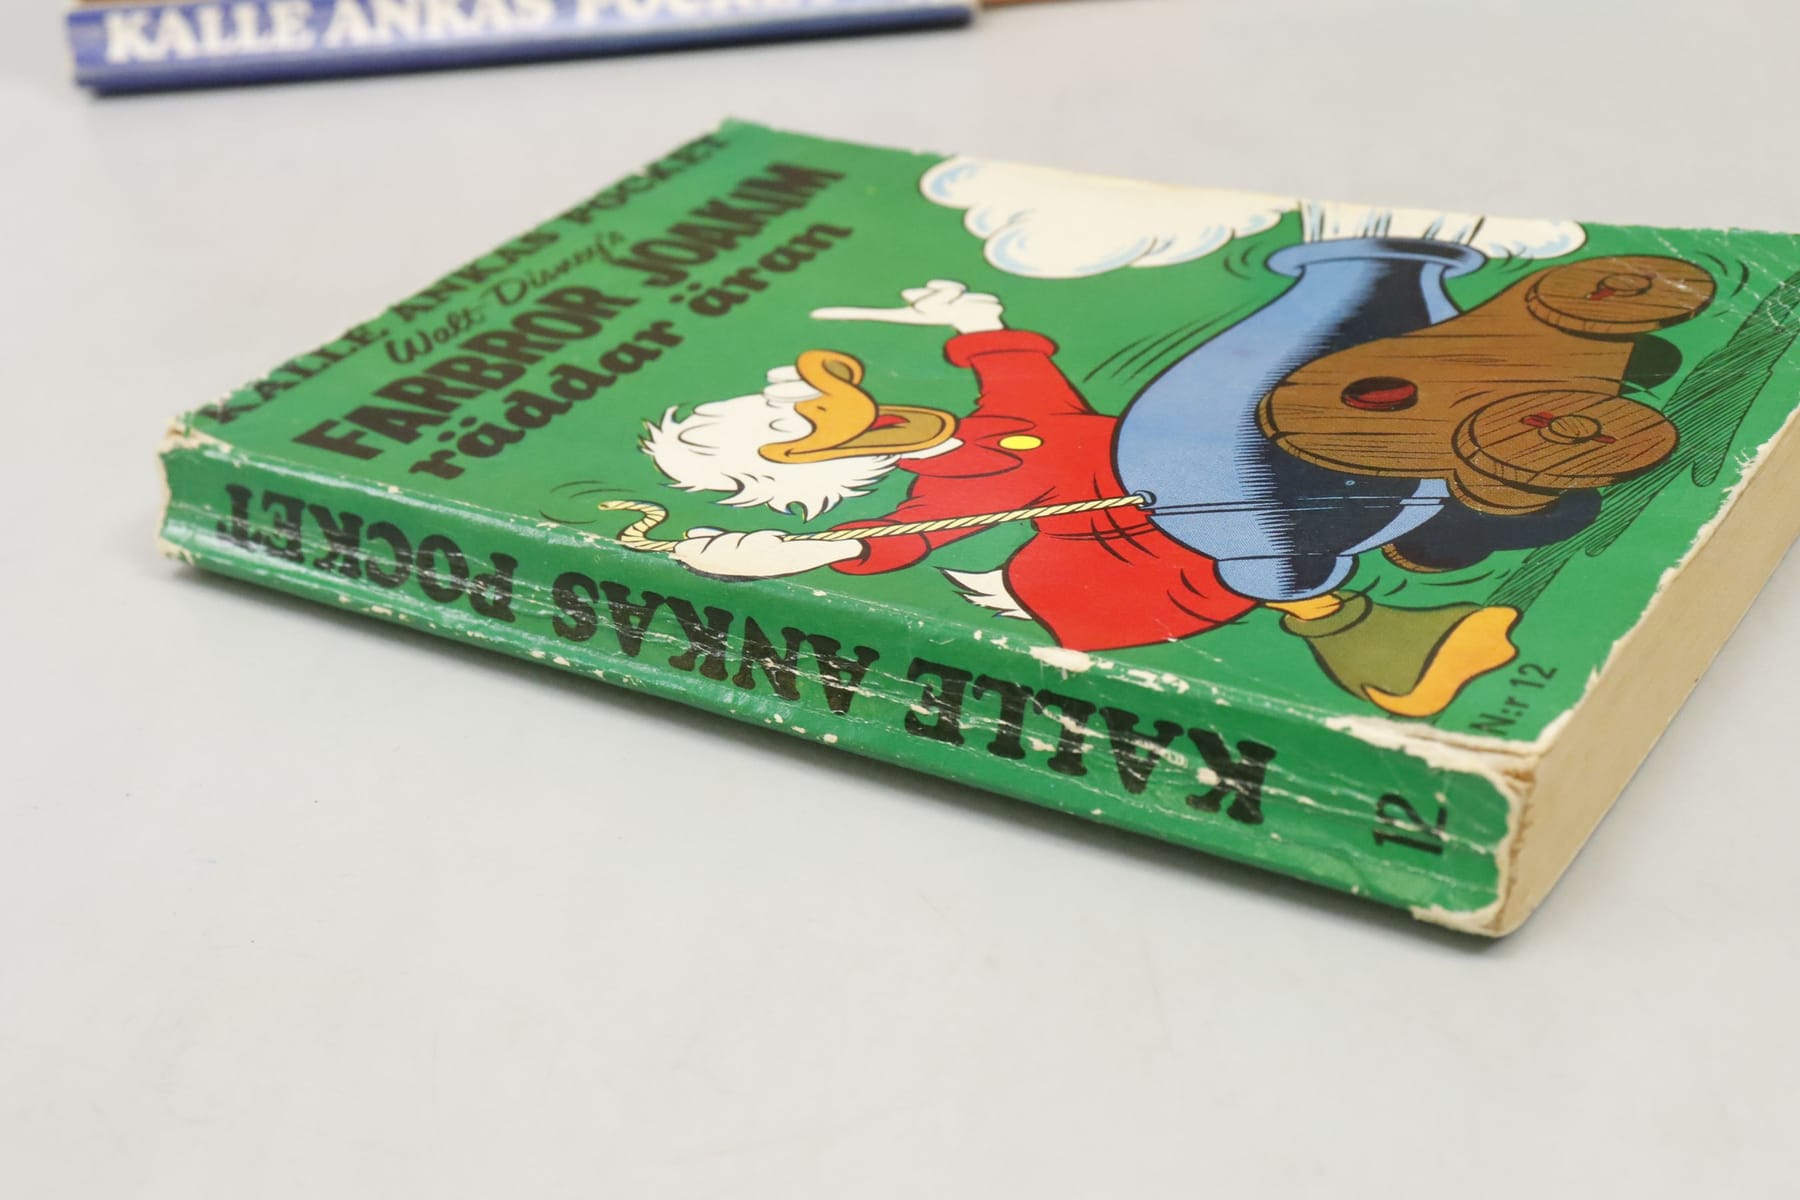 KALLE ANKAS POCKET
KALLE ANKAS POCKET
Walt Disney's
FARBROR JOAKIM
räddar äran
N:r 12
KALLE ANKAS POCKET
12